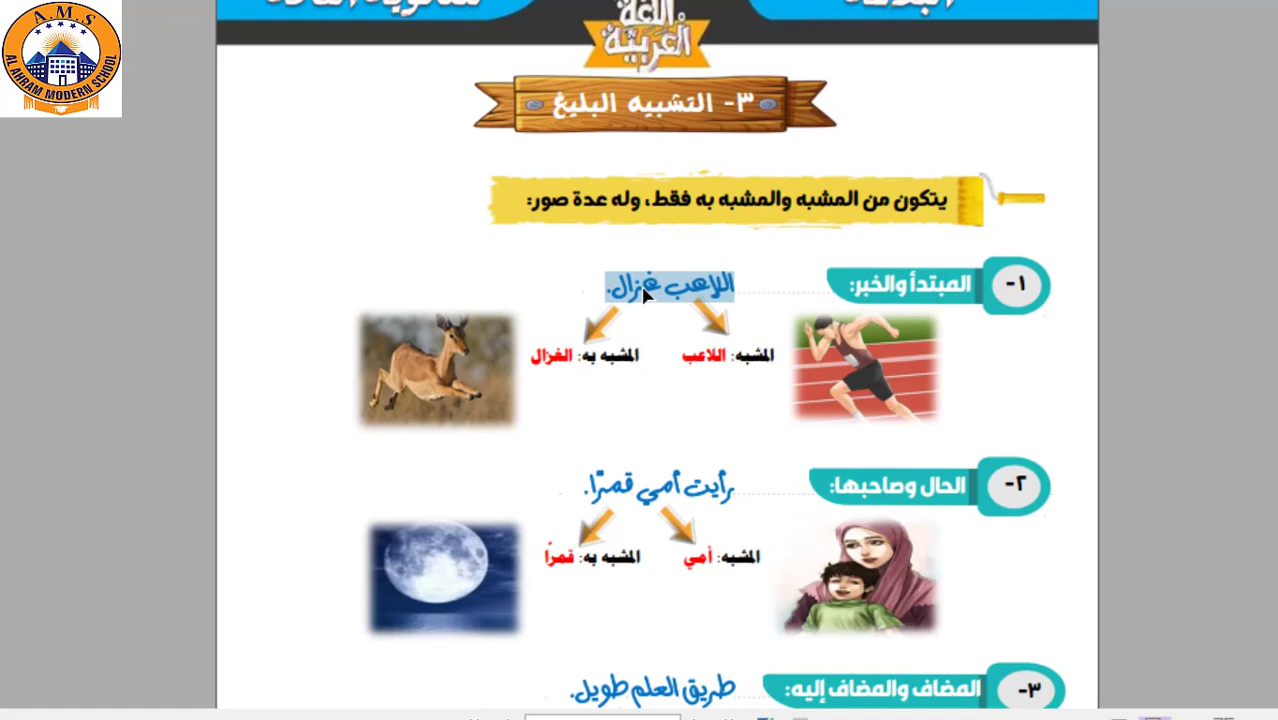 A.M.S
AL AHRAM MODERN SCHOOL
اللغة
العربية
٣- التشبيه البليغ
يتكون من المشبه والمشبه به فقط، وله عدة صور:
١- المبتدأ والخبر: اللاعب غزال.
المشبه: اللاعب المشبه به: الغزال
٢- الحال وصاحبها: رأيت أمي قمرًا.
المشبه: أمي المشبه به: قمرًا
٣- المضاف والمضاف إليه: طريق العلم طويل.